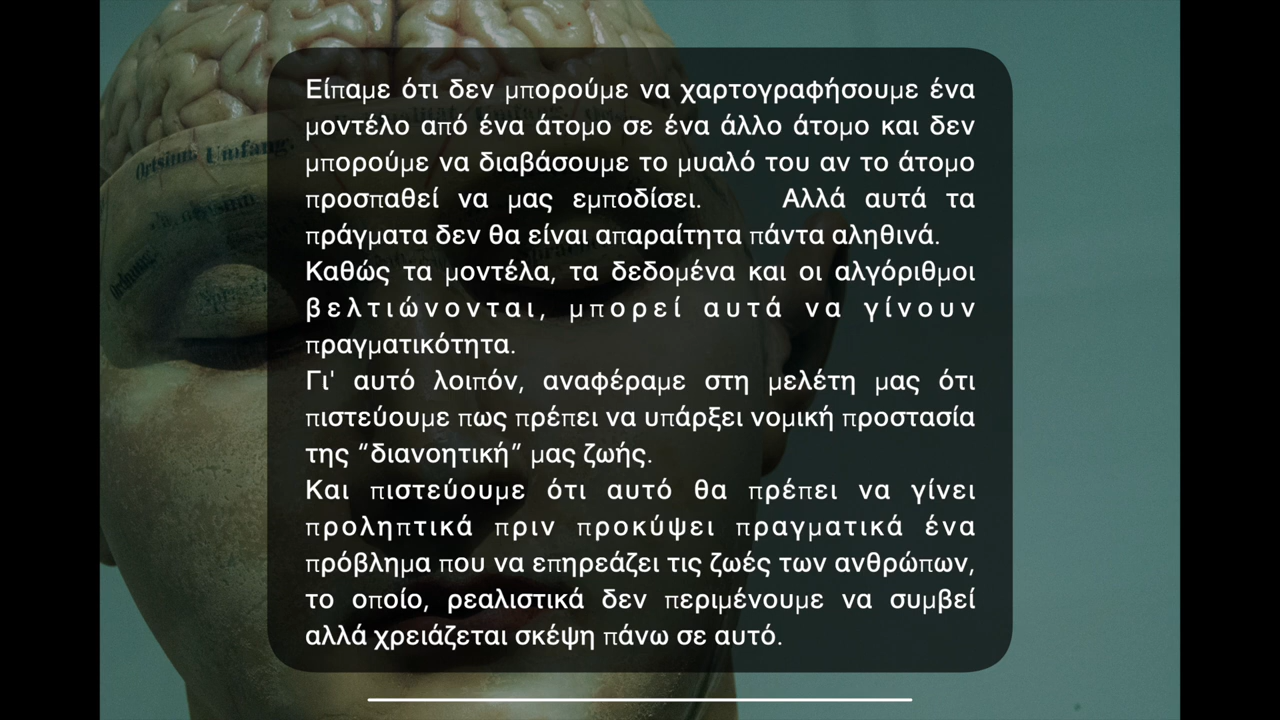 Είπαμε ότι δεν μπορούμε να χαρτογραφήσουμε ένα
μοντέλο από ένα άτομο σε ένα άλλο άτομο και δεν
μπορούμε να διαβάσουμε το μυαλό του αν το άτομο
προσπαθεί να μας εμποδίσει. Αλλά αυτά τα
πράγματα δεν θα είναι απαραίτητα πάντα αληθινά.
Καθώς τα μοντέλα, τα δεδομένα και οι αλγόριθμοι
βελτιώνονται, μπορεί αυτά να γίνουν
πραγματικότητα.
Γι' αυτό λοιπόν, αναφέραμε στη μελέτη μας ότι
πιστεύουμε πως πρέπει να υπάρξει νομική προστασία
της “διανοητική” μας ζωής.
Και πιστεύουμε ότι αυτό θα πρέπει να γίνει
προληπτικά πριν προκύψει πραγματικά ένα
πρόβλημα που να επηρεάζει τις ζωές των ανθρώπων,
το οποίο, ρεαλιστικά δεν περιμένουμε να συμβεί
αλλά χρειάζεται σκέψη πάνω σε αυτό.
Ortsinn, Umfang.